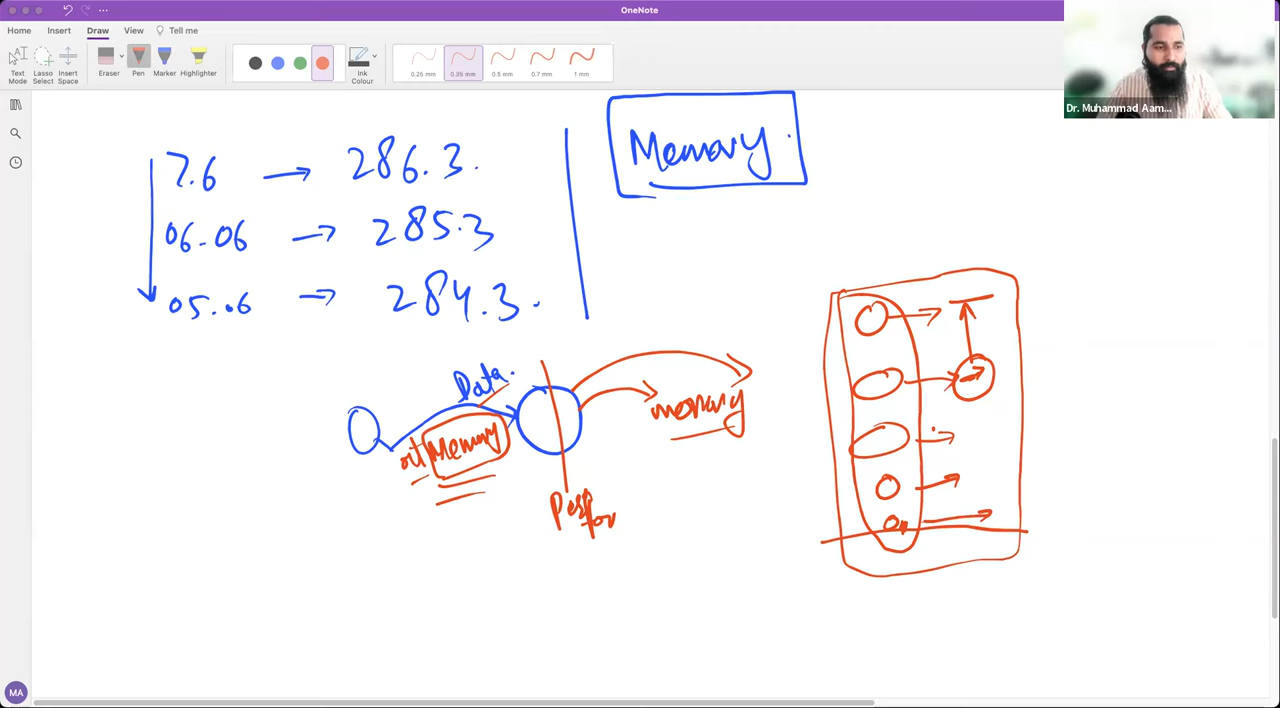 OneNote
Home Insert Draw View Tell me
Text Mode
Lasso Select
Insert Space
Eraser
Pen
Marker
Highlighter
0.25 mm
0.35 mm
0.5 mm
0.7 mm
1 mm
Ink Colour
Dr. Muhammad Aam...
Memory
7.6 → 286.3.
06.06 → 285.3
05.06 → 284.3.
Data.
Memory
memory
MA